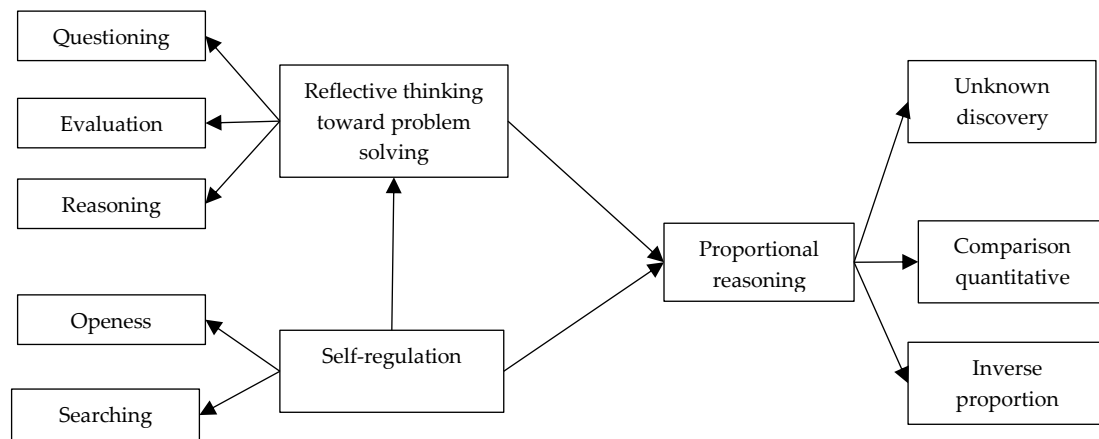 Questioning
Evaluation
Reasoning
Openess
Searching
Reflective thinking
toward problem
solving
Self-regulation
Proportional
reasoning
Unknown
discovery
Comparison
quantitative
Inverse
proportion